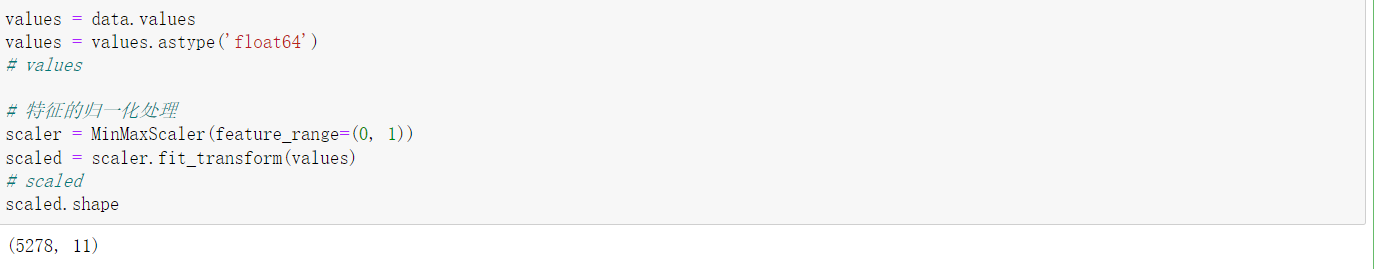 values = data.values
values = values.astype('float64')
# values
# 特征的归一化处理
scaler = MinMaxScaler(feature_range=(0, 1))
scaled = scaler.fit_transform(values)
# scaled
scaled.shape
(5278, 11)